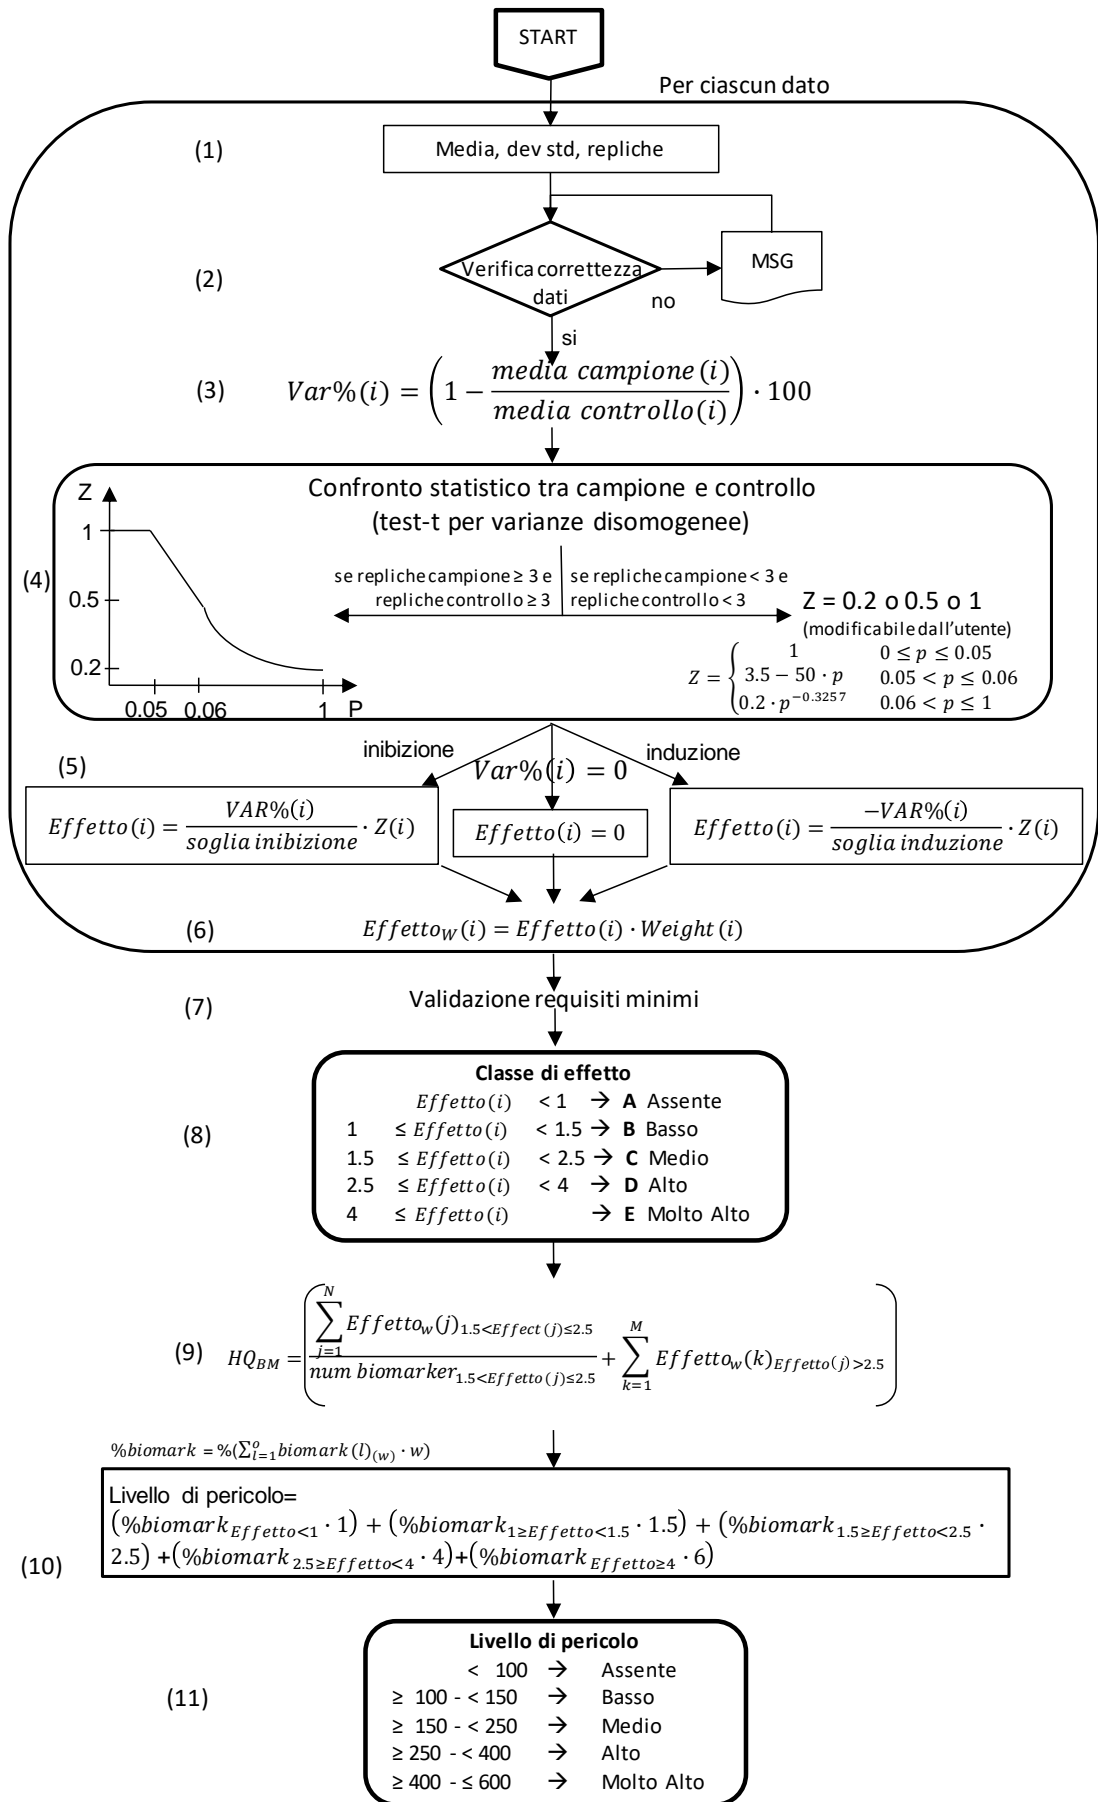 START
Per ciascun dato
(1)
Media, dev std, repliche
(2)
Verifica correttezza
dati
no
MSG
si
(3)
Var%(i) = (1 − media campione(i) / media controllo(i)) · 100
(4)
Confronto statistico tra campione e controllo
(test-t per varianze disomogenee)
Z
1
0.5
0.2
0.05 0.06 1 P
se repliche campione ≥ 3 e
repliche controllo ≥ 3
se repliche campione < 3 e
repliche controllo < 3
Z = 0.2 o 0.5 o 1
(modificabile dall'utente)
Z = {
1 0 ≤ p ≤ 0.05
3.5 − 50 · p 0.05 < p ≤ 0.06
0.2 · p^−0.3257 0.06 < p ≤ 1
(5)
inibizione
Var%(i) = 0
induzione
Effetto(i) = VAR%(i) / soglia inibizione · Z(i)
Effetto(i) = 0
Effetto(i) = −VAR%(i) / soglia induzione · Z(i)
(6)
Effetto_W(i) = Effetto(i) · Weight(i)
(7)
Validazione requisiti minimi
(8)
Classe di effetto
Effetto(i) < 1 → A Assente
1 ≤ Effetto(i) < 1.5 → B Basso
1.5 ≤ Effetto(i) < 2.5 → C Medio
2.5 ≤ Effetto(i) < 4 → D Alto
4 ≤ Effetto(i) → E Molto Alto
(9)
HQ_BM = ( ∑_{j=1}^{N} Effetto_w(j)_{1.5<Effect(j)≤2.5} / num biomarker_{1.5<Effetto(j)≤2.5} + ∑_{k=1}^{M} Effetto_w(k)_{Effetto(j)>2.5} )
%biomark = %(∑_{l=1}^{o} biomark(l)_{(w)} · w)
(10)
Livello di pericolo=
(%biomark_{Effetto<1} · 1) + (%biomark_{1≥Effetto<1.5} · 1.5) + (%biomark_{1.5≥Effetto<2.5} ·
2.5) +(%biomark_{2.5≥Effetto<4} · 4)+(%biomark_{Effetto≥4} · 6)
(11)
Livello di pericolo
< 100 → Assente
≥ 100 - < 150 → Basso
≥ 150 - < 250 → Medio
≥ 250 - < 400 → Alto
≥ 400 - ≤ 600 → Molto Alto